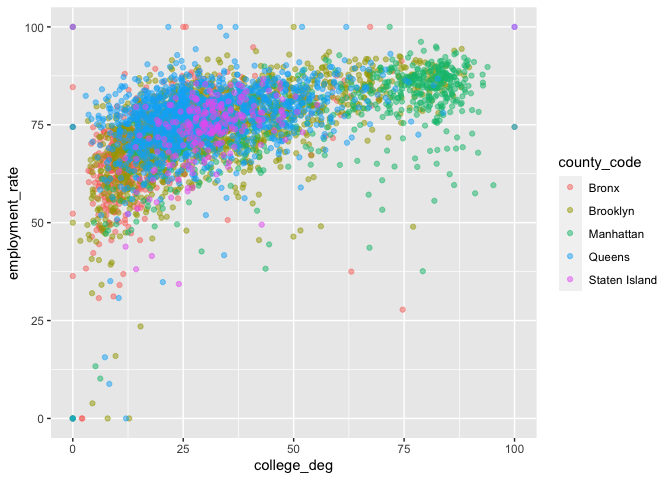 100
75
50
25
0
employment_rate
0 25 50 75 100
college_deg
county_code
Bronx
Brooklyn
Manhattan
Queens
Staten Island